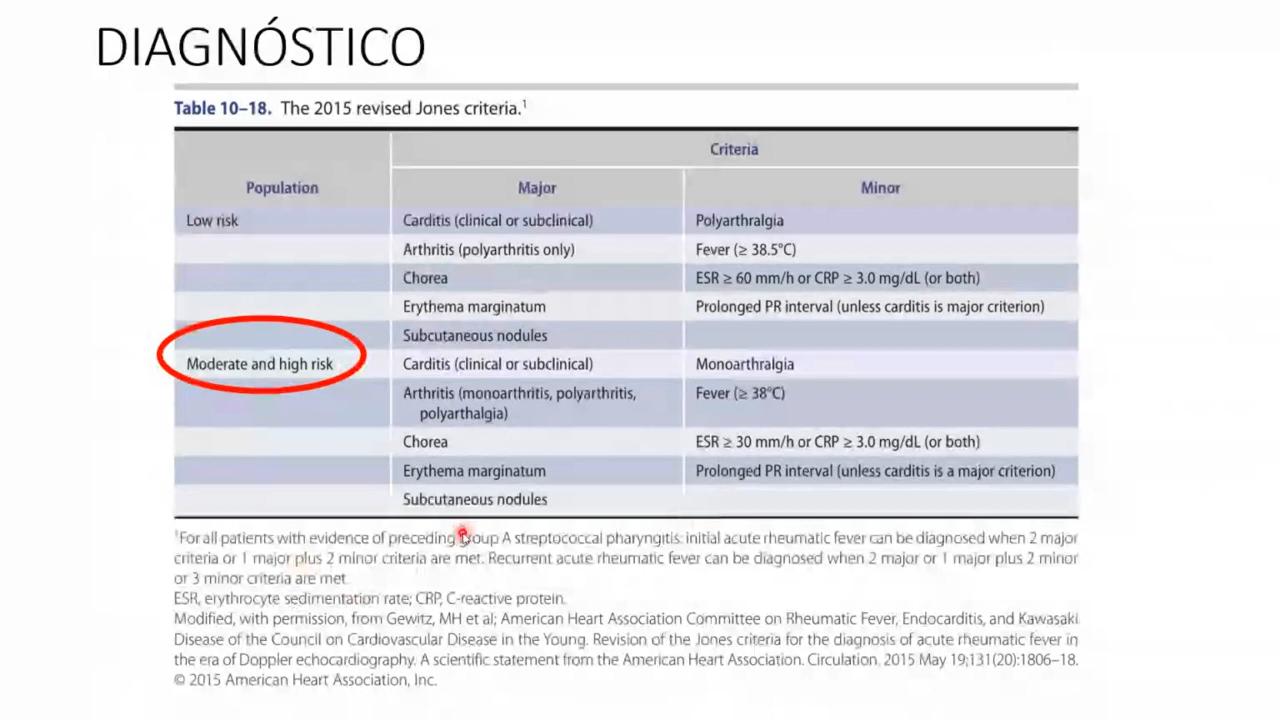 DIAGNÓSTICO
Table 10–18. The 2015 revised Jones criteria.¹
Criteria
Population Major Minor
Low risk Carditis (clinical or subclinical) Polyarthralgia
Arthritis (polyarthritis only) Fever (≥ 38.5°C)
Chorea ESR ≥ 60 mm/h or CRP ≥ 3.0 mg/dL (or both)
Erythema marginatum Prolonged PR interval (unless carditis is major criterion)
Subcutaneous nodules
Moderate and high risk Carditis (clinical or subclinical) Monoarthralgia
Arthritis (monoarthritis, polyarthritis, Fever (≥ 38°C)
polyarthalgia)
Chorea ESR ≥ 30 mm/h or CRP ≥ 3.0 mg/dL (or both)
Erythema marginatum Prolonged PR interval (unless carditis is a major criterion)
Subcutaneous nodules
¹For all patients with evidence of preceding group A streptococcal pharyngitis: initial acute rheumatic fever can be diagnosed when 2 major
criteria or 1 major plus 2 minor criteria are met. Recurrent acute rheumatic fever can be diagnosed when 2 major or 1 major plus 2 minor
or 3 minor criteria are met.
ESR, erythrocyte sedimentation rate; CRP, C-reactive protein.
Modified, with permission, from Gewitz, MH et al; American Heart Association Committee on Rheumatic Fever, Endocarditis, and Kawasaki
Disease of the Council on Cardiovascular Disease in the Young. Revision of the Jones criteria for the diagnosis of acute rheumatic fever in
the era of Doppler echocardiography. A scientific statement from the American Heart Association. Circulation. 2015 May 19;131(20):1806–18.
© 2015 American Heart Association, Inc.